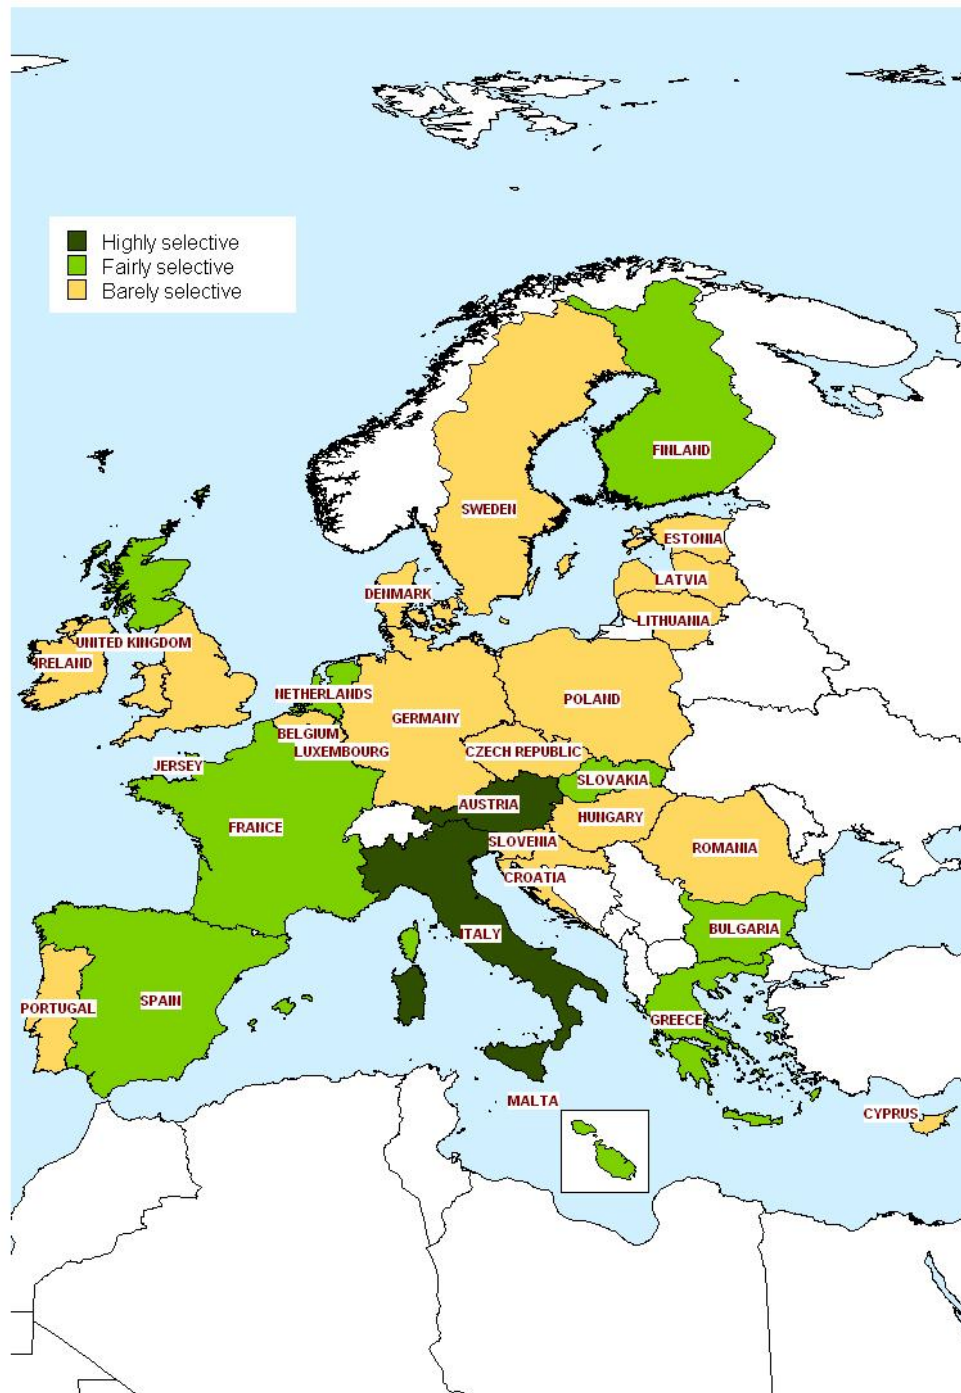 Highly selective
Fairly selective
Barely selective
FINLAND
SWEDEN
ESTONIA
LATVIA
DENMARK
LITHUANIA
UNITED KINGDOM
IRELAND
NETHERLANDS
POLAND
GERMANY
BELGIUM
LUXEMBOURG
CZECH REPUBLIC
JERSEY
SLOVAKIA
AUSTRIA
HUNGARY
FRANCE
SLOVENIA
ROMANIA
CROATIA
BULGARIA
ITALY
SPAIN
PORTUGAL
GREECE
MALTA
CYPRUS